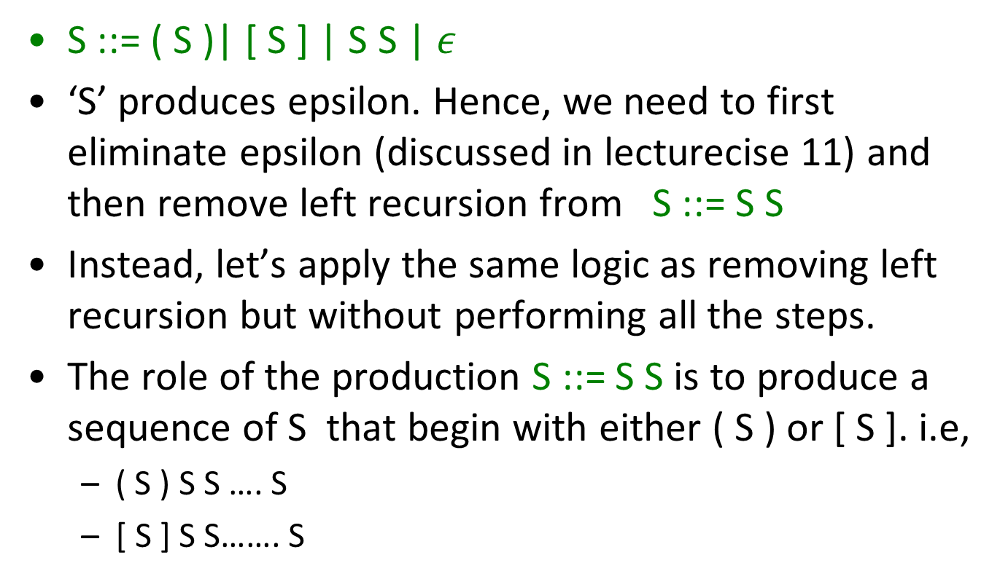 • S ::= ( S )| [ S ] | S S | ϵ
• ‘S’ produces epsilon. Hence, we need to first
eliminate epsilon (discussed in lecturecise 11) and
then remove left recursion from S ::= S S
• Instead, let’s apply the same logic as removing left
recursion but without performing all the steps.
• The role of the production S ::= S S is to produce a
sequence of S that begin with either ( S ) or [ S ]. i.e,
– ( S ) S S .... S
– [ S ] S S....... S